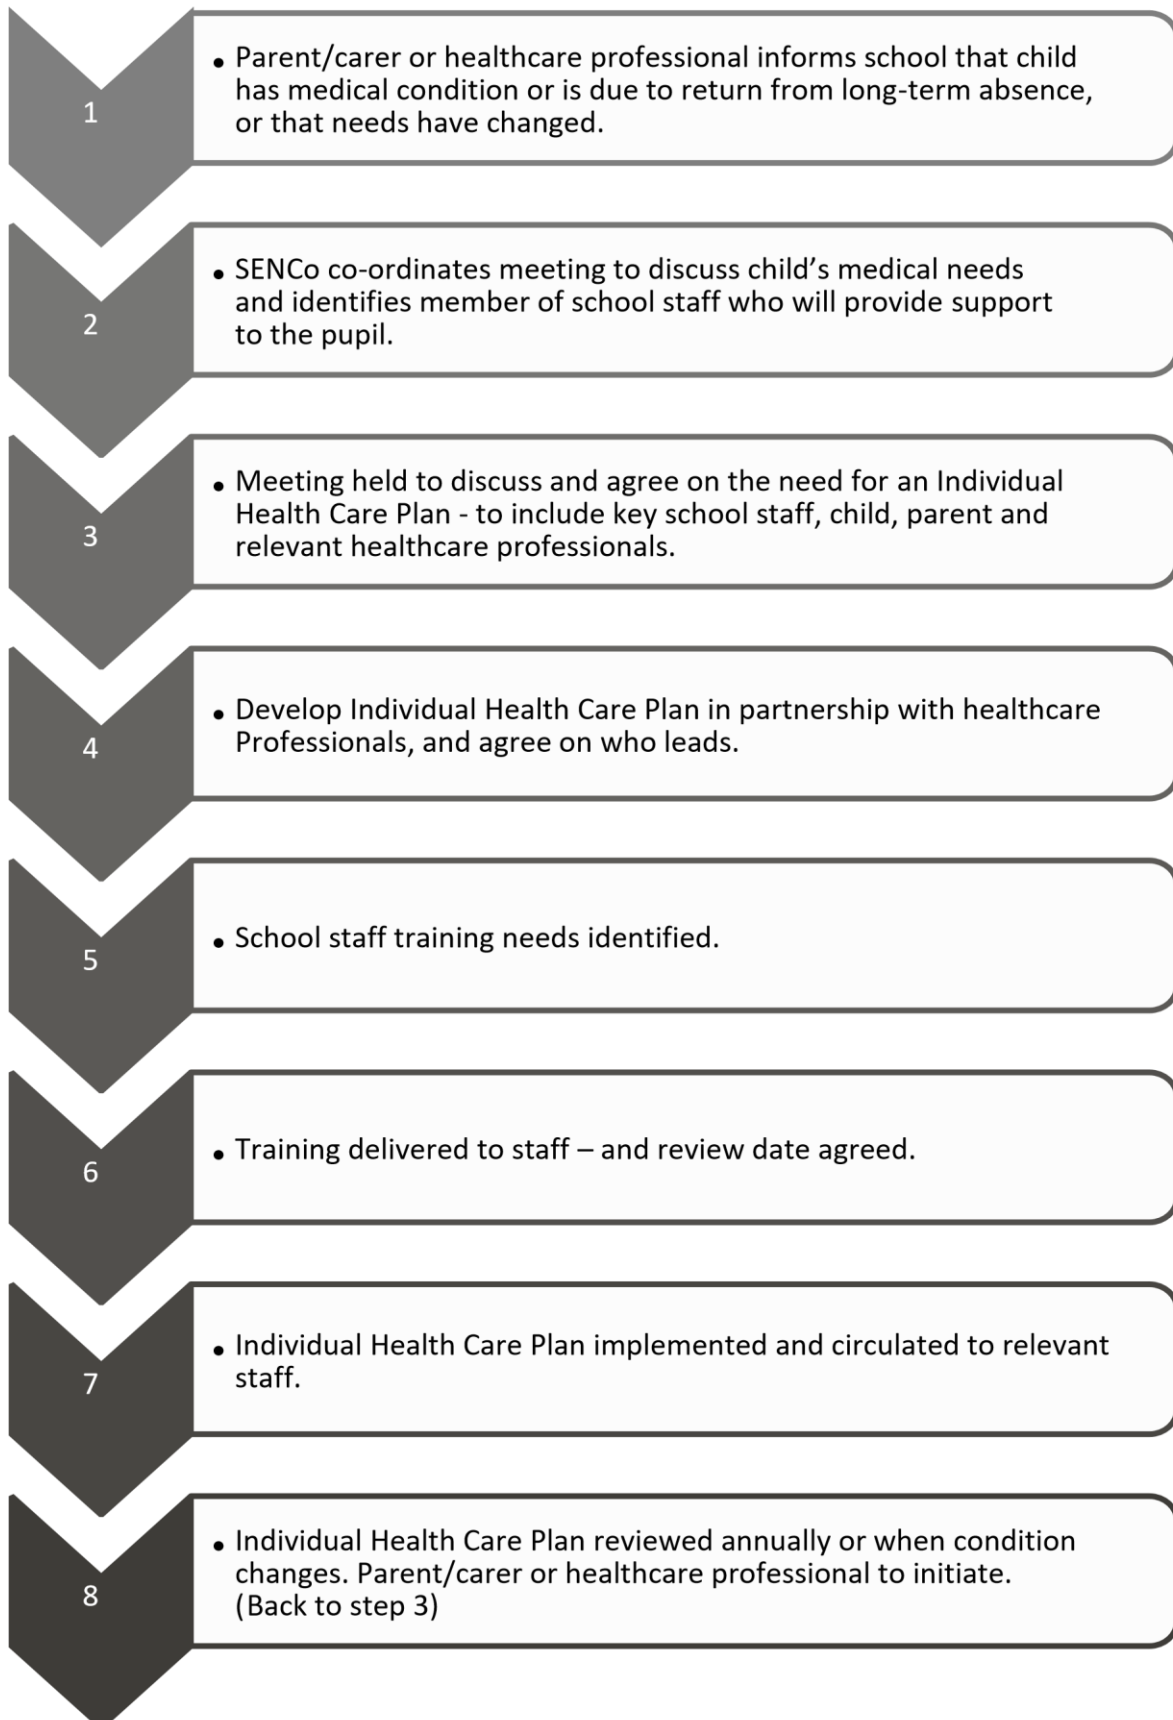 1
• Parent/carer or healthcare professional informs school that child
has medical condition or is due to return from long-term absence,
or that needs have changed.
2
• SENCo co-ordinates meeting to discuss child’s medical needs
and identifies member of school staff who will provide support
to the pupil.
3
• Meeting held to discuss and agree on the need for an Individual
Health Care Plan - to include key school staff, child, parent and
relevant healthcare professionals.
4
• Develop Individual Health Care Plan in partnership with healthcare
Professionals, and agree on who leads.
5
• School staff training needs identified.
6
• Training delivered to staff – and review date agreed.
7
• Individual Health Care Plan implemented and circulated to relevant
staff.
8
• Individual Health Care Plan reviewed annually or when condition
changes. Parent/carer or healthcare professional to initiate.
(Back to step 3)